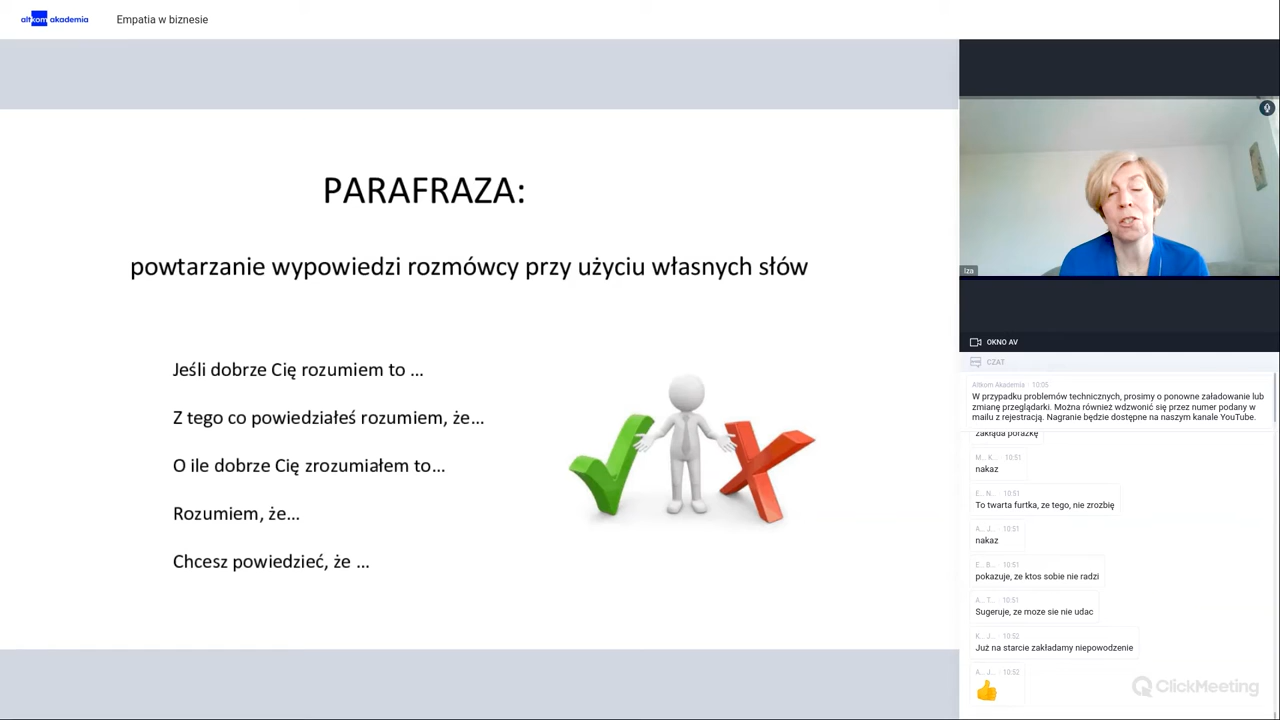 altkom akademia
Empatia w biznesie
PARAFRAZA:
powtarzanie wypowiedzi rozmówcy przy użyciu własnych słów
Jeśli dobrze Cię rozumiem to ...
Z tego co powiedziałeś rozumiem, że...
O ile dobrze Cię zrozumiałem to...
Rozumiem, że...
Chcesz powiedzieć, że ...
Iza
OKNO AV
CZAT
Altkom Akademia · 10:05
W przypadku problemów technicznych, prosimy o ponowne załadowanie lub
zmianę przeglądarki. Można również wdzwonić się przez numer podany w
mailu z rejestracją. Nagranie będzie dostępne na naszym kanale YouTube.
zakłąda porażkę
M... K... · 10:51
nakaz
E... N... · 10:51
To twarta furtka, ze tego, nie zrozbię
A... J... · 10:51
nakaz
E... B... · 10:51
pokazuje, ze ktos sobie nie radzi
A... T... · 10:51
Sugeruje, ze moze sie nie udac
K... J... · 10:52
Już na starcie zakładamy niepowodzenie
A... J... · 10:52
ClickMeeting